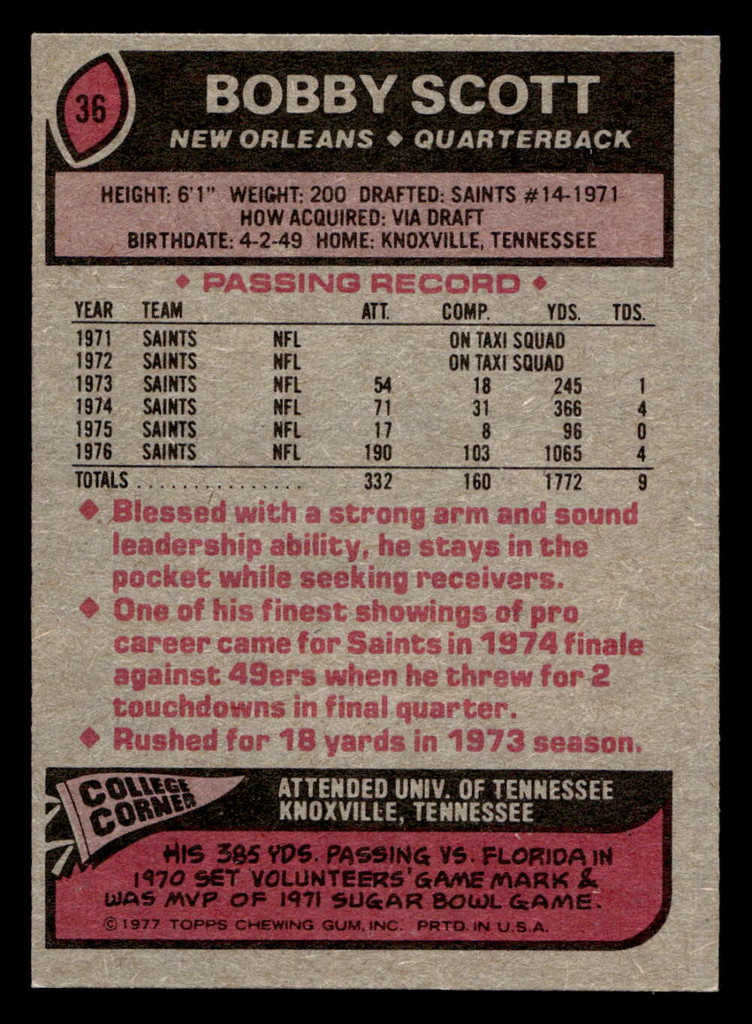 36
BOBBY SCOTT
NEW ORLEANS ◆ QUARTERBACK
HEIGHT: 6'1" WEIGHT: 200 DRAFTED: SAINTS #14-1971
HOW ACQUIRED: VIA DRAFT
BIRTHDATE: 4-2-49 HOME: KNOXVILLE, TENNESSEE
◆ PASSING RECORD ◆
YEAR TEAM ATT. COMP. YDS. TDS.
1971 SAINTS NFL ON TAXI SQUAD
1972 SAINTS NFL ON TAXI SQUAD
1973 SAINTS NFL 54 18 245 1
1974 SAINTS NFL 71 31 366 4
1975 SAINTS NFL 17 8 96 0
1976 SAINTS NFL 190 103 1065 4
TOTALS ................ 332 160 1772 9
◆ Blessed with a strong arm and sound
leadership ability, he stays in the
pocket while seeking receivers.
◆ One of his finest showings of pro
career came for Saints in 1974 finale
against 49ers when he threw for 2
touchdowns in final quarter.
◆ Rushed for 18 yards in 1973 season.
COLLEGE
CORNER
ATTENDED UNIV. OF TENNESSEE
KNOXVILLE, TENNESSEE
HIS 385 YDS. PASSING VS. FLORIDA IN
1970 SET VOLUNTEERS' GAME MARK &
WAS MVP OF 1971 SUGAR BOWL GAME.
© 1977 TOPPS CHEWING GUM, INC. PRTD. IN U.S.A.